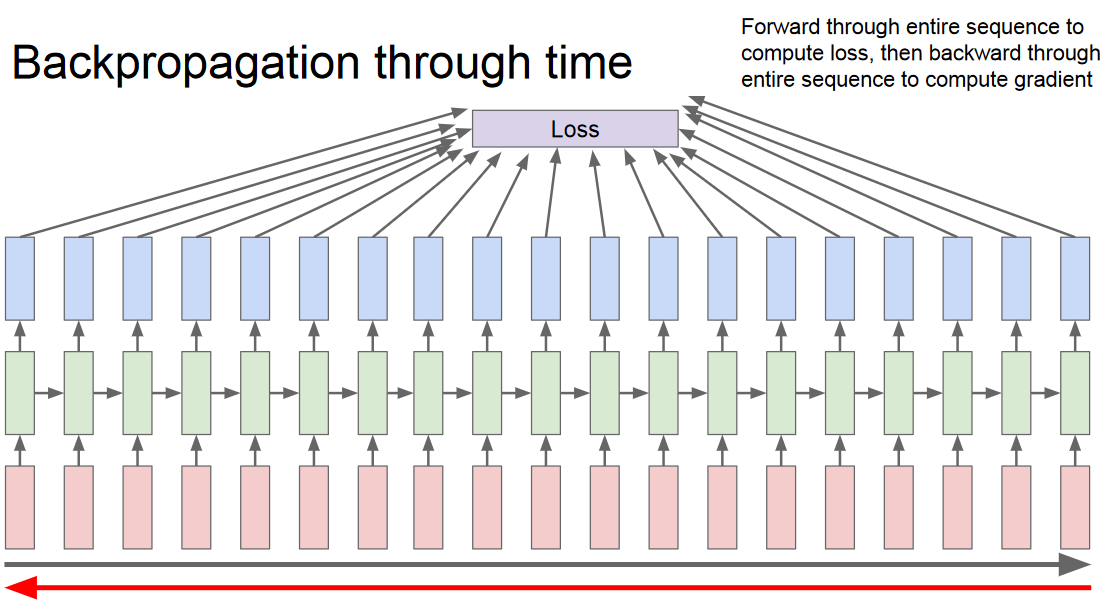 Backpropagation through time
Forward through entire sequence to
compute loss, then backward through
entire sequence to compute gradient
Loss